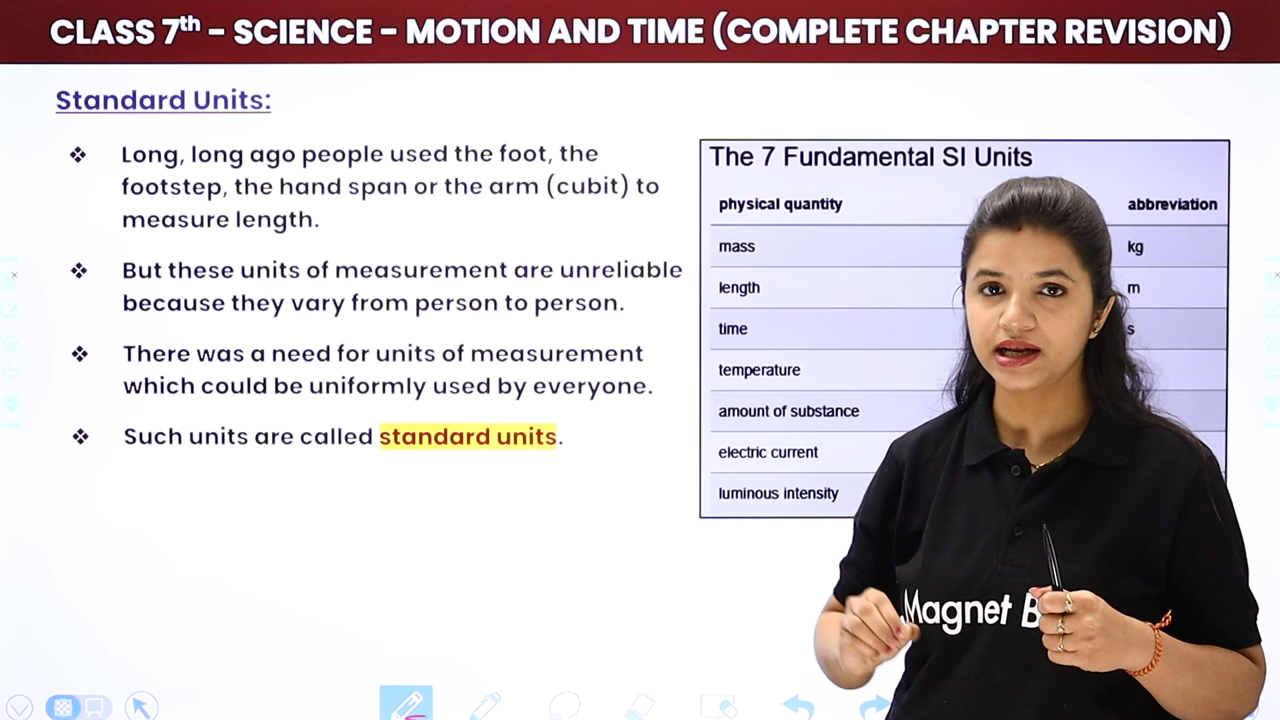 CLASS 7th – SCIENCE – MOTION AND TIME (COMPLETE CHAPTER REVISION)
Standard Units:
❖ Long, long ago people used the foot, the
footstep, the hand span or the arm (cubit) to
measure length.
❖ But these units of measurement are unreliable
because they vary from person to person.
❖ There was a need for units of measurement
which could be uniformly used by everyone.
❖ Such units are called standard units.
The 7 Fundamental SI Units
physical quantity abbreviation
mass kg
length m
time s
temperature
amount of substance
electric current
luminous intensity
Magnet B